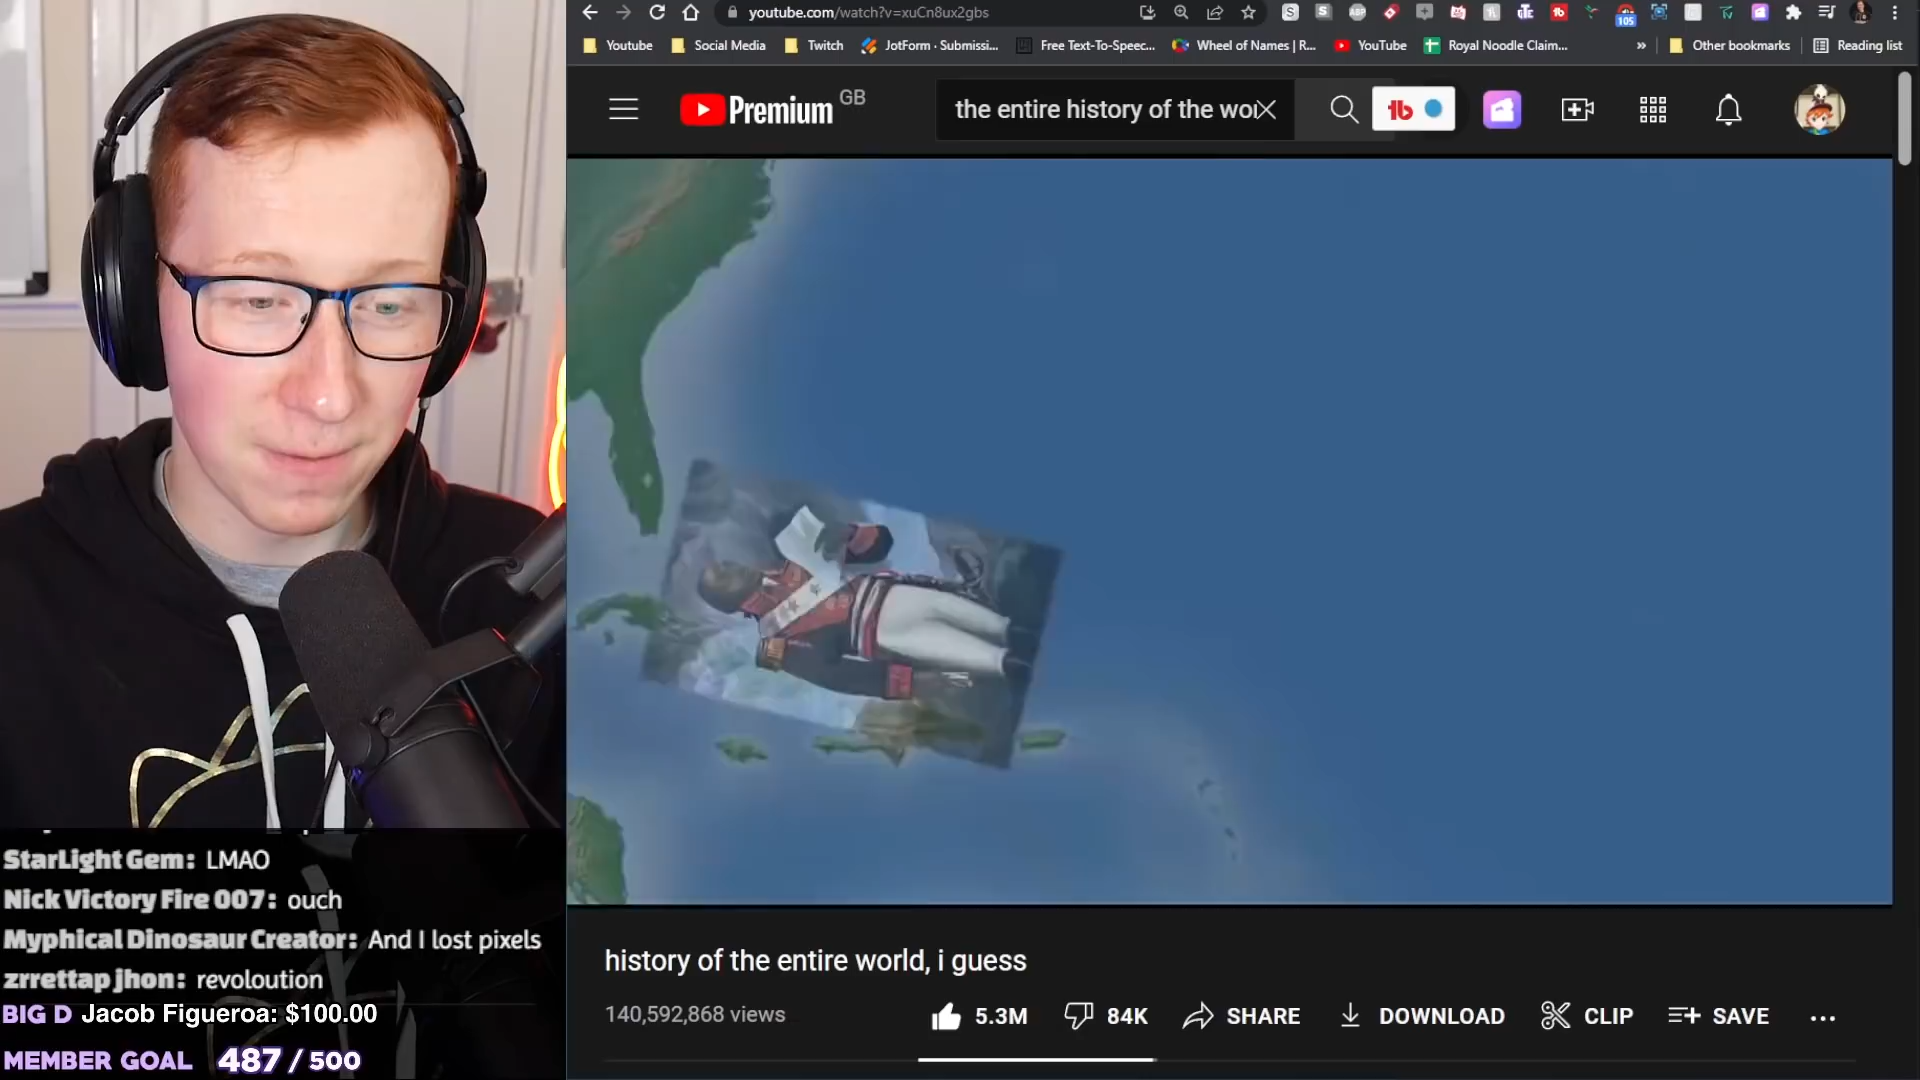 youtube.com/watch?v=xuCn8ux2gbs
Youtube
Social Media
Twitch
JotForm · Submissi...
Free Text-To-Speec...
Wheel of Names | R...
YouTube
Royal Noodle Claim...
»
Other bookmarks
Reading list
105
Premium GB
the entire history of the wor
StarLight Gem: LMAO
Nick Victory Fire 007: ouch
Myphical Dinosaur Creator: And I lost pixels
zrrettap jhon: revoloution
BIG D Jacob Figueroa: $100.00
MEMBER GOAL 487 / 500
history of the entire world, i guess
140,592,868 views
5.3M
84K
SHARE
DOWNLOAD
CLIP
SAVE